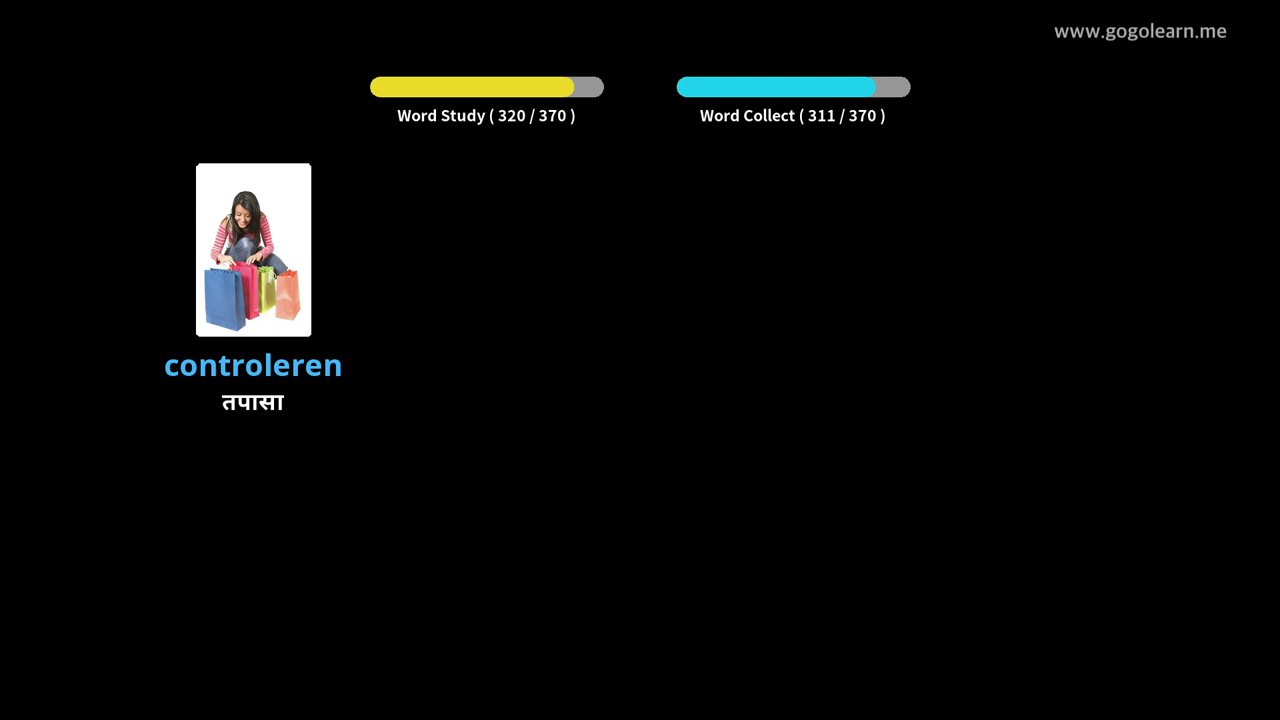 www.gogolearn.me
Word Study ( 320 / 370 )
Word Collect ( 311 / 370 )
controleren
तपासा